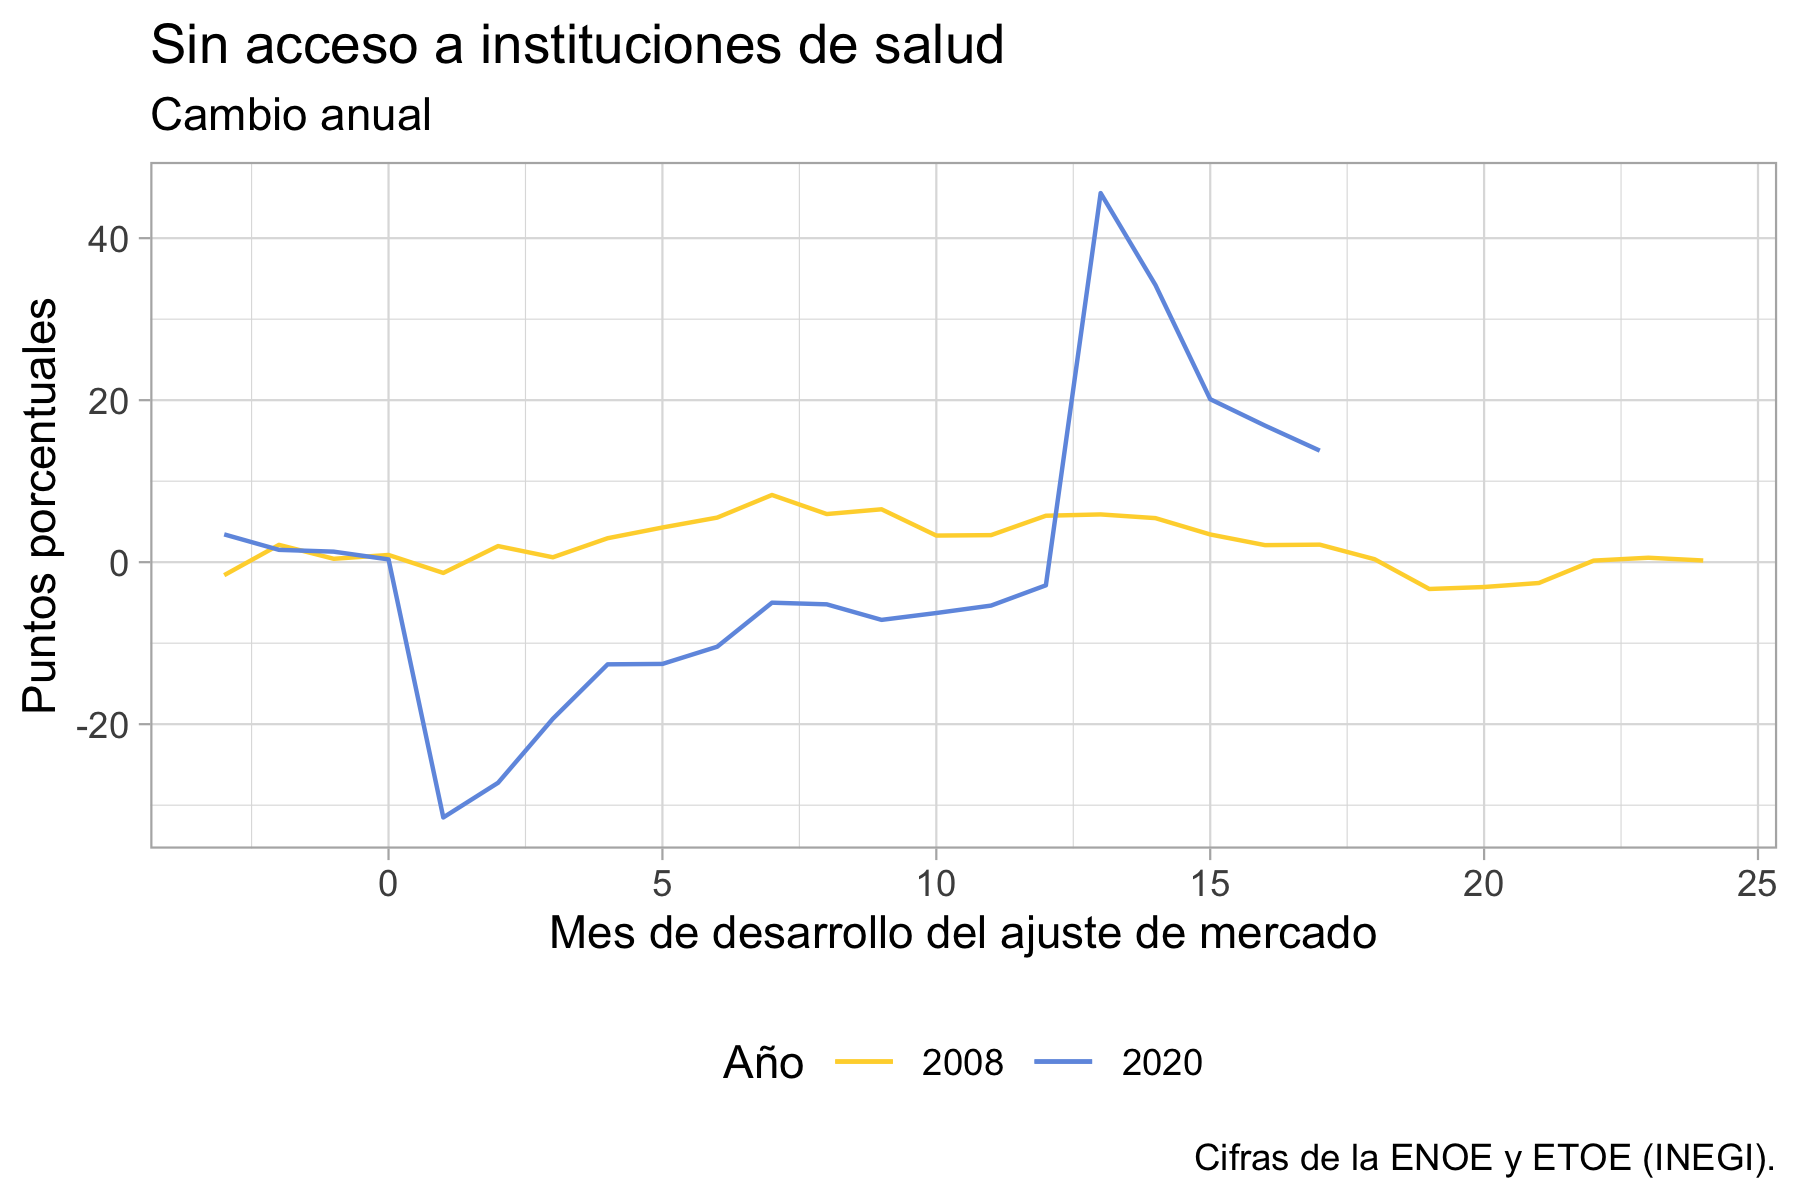 Sin acceso a instituciones de salud
Cambio anual
Puntos porcentuales
40
20
0
-20
0 5 10 15 20 25
Mes de desarrollo del ajuste de mercado
Año 2008 2020
Cifras de la ENOE y ETOE (INEGI).